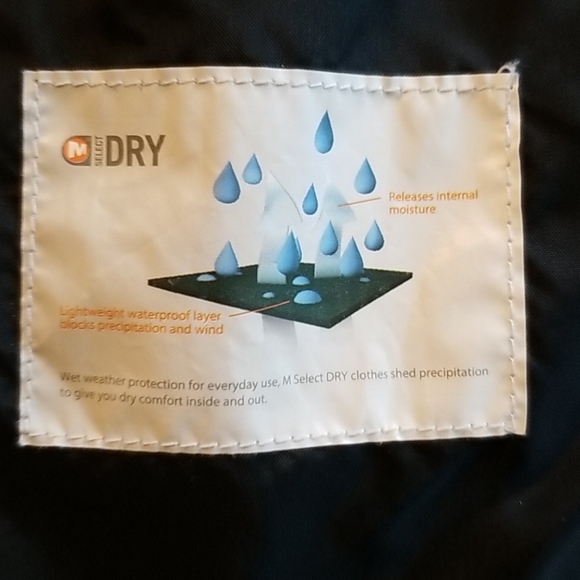 M SELECT DRY
Releases internal
moisture
Lightweight waterproof layer
blocks precipitation and wind
Wet weather protection for everyday use, M Select DRY clothes shed precipitation
to give you dry comfort inside and out.